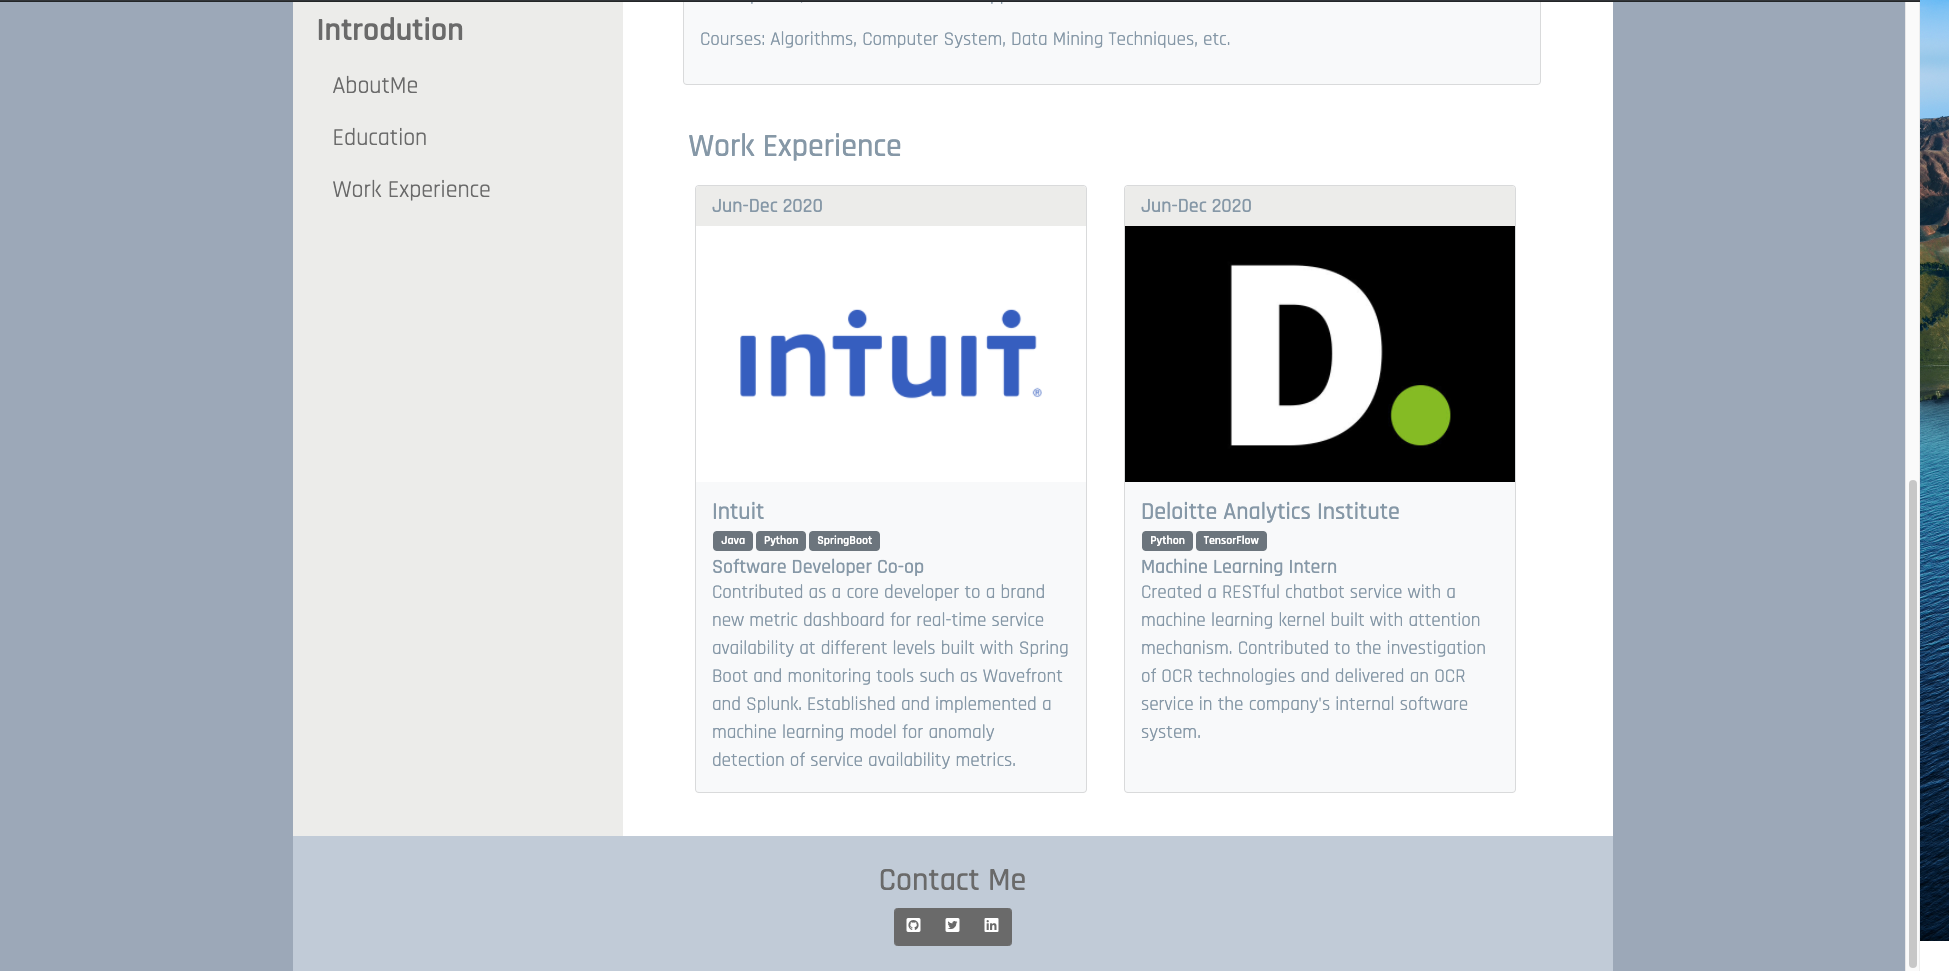 Introdution
AboutMe
Education
Work Experience
Courses: Algorithms, Computer System, Data Mining Techniques, etc.
Work Experience
Jun-Dec 2020
intuit®
Intuit
Java Python SpringBoot
Software Developer Co-op
Contributed as a core developer to a brand
new metric dashboard for real-time service
availability at different levels built with Spring
Boot and monitoring tools such as Wavefront
and Splunk. Established and implemented a
machine learning model for anomaly
detection of service availability metrics.
Jun-Dec 2020
D.
Deloitte Analytics Institute
Python TensorFlow
Machine Learning Intern
Created a RESTful chatbot service with a
machine learning kernel built with attention
mechanism. Contributed to the investigation
of OCR technologies and delivered an OCR
service in the company's internal software
system.
Contact Me